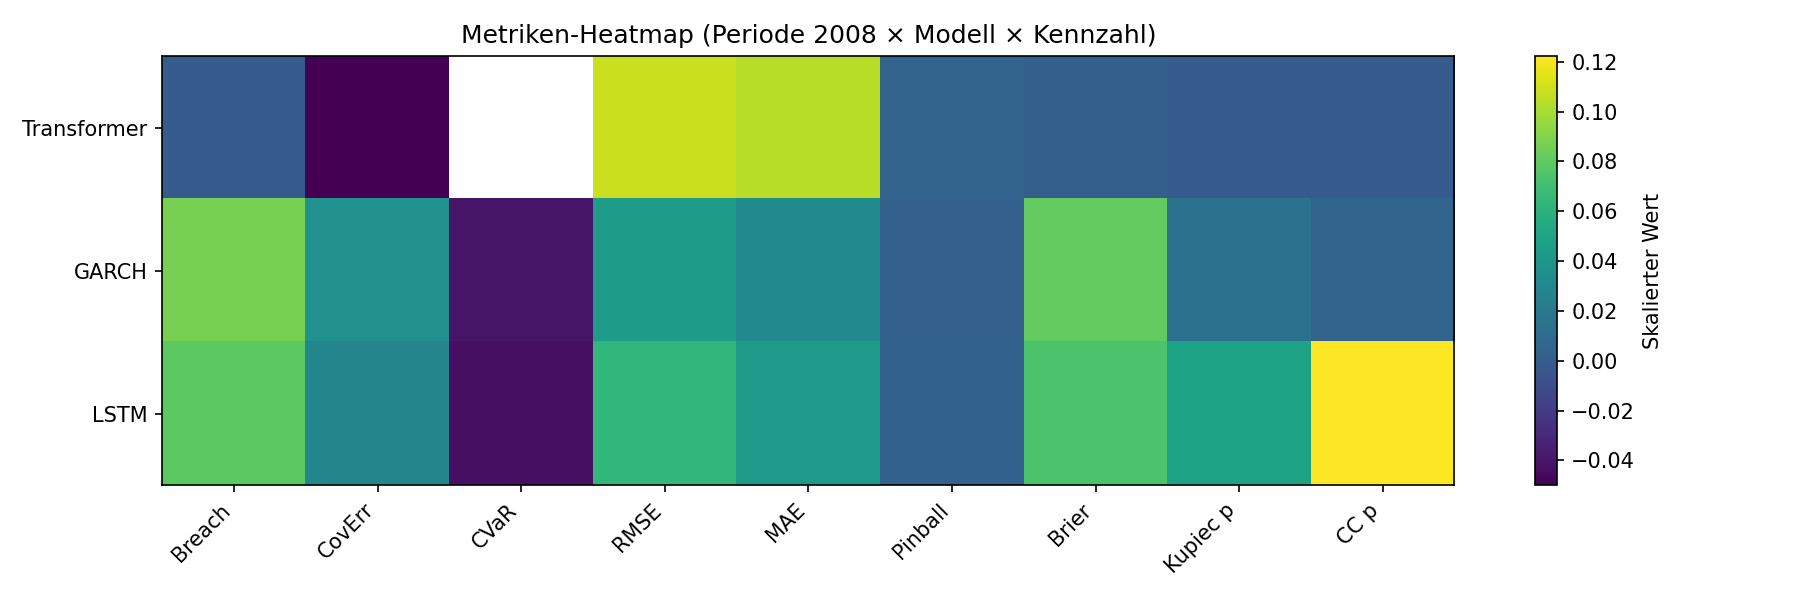 Metriken-Heatmap (Periode 2008 × Modell × Kennzahl)
Transformer
GARCH
LSTM
Breach
CovErr
CVaR
RMSE
MAE
Pinball
Brier
Kupiec p
CC p
0.12
0.10
0.08
0.06
0.04
0.02
0.00
−0.02
−0.04
Skalierter Wert